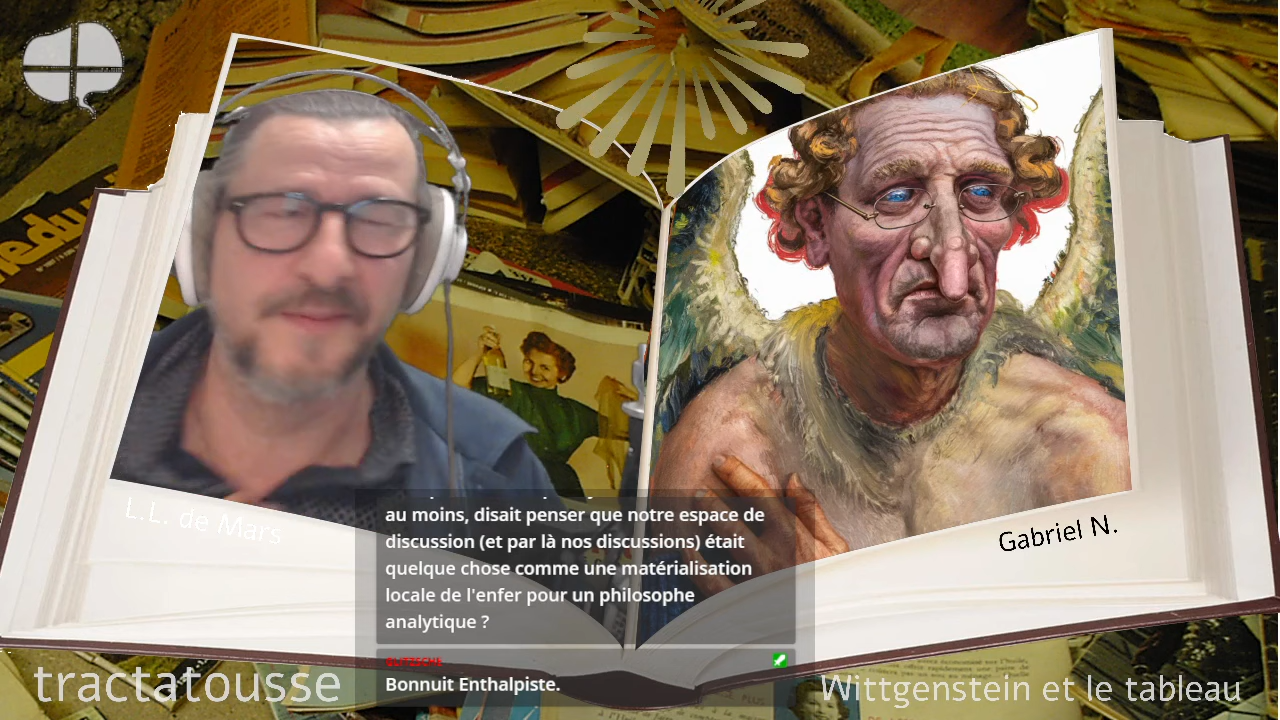 L.L. de Mars
Gabriel N.
au moins, disait penser que notre espace de
discussion (et par là nos discussions) était
quelque chose comme une matérialisation
locale de l'enfer pour un philosophe
analytique ?
Bonnuit Enthalpiste.
tractatousse
Wittgenstein et le tableau